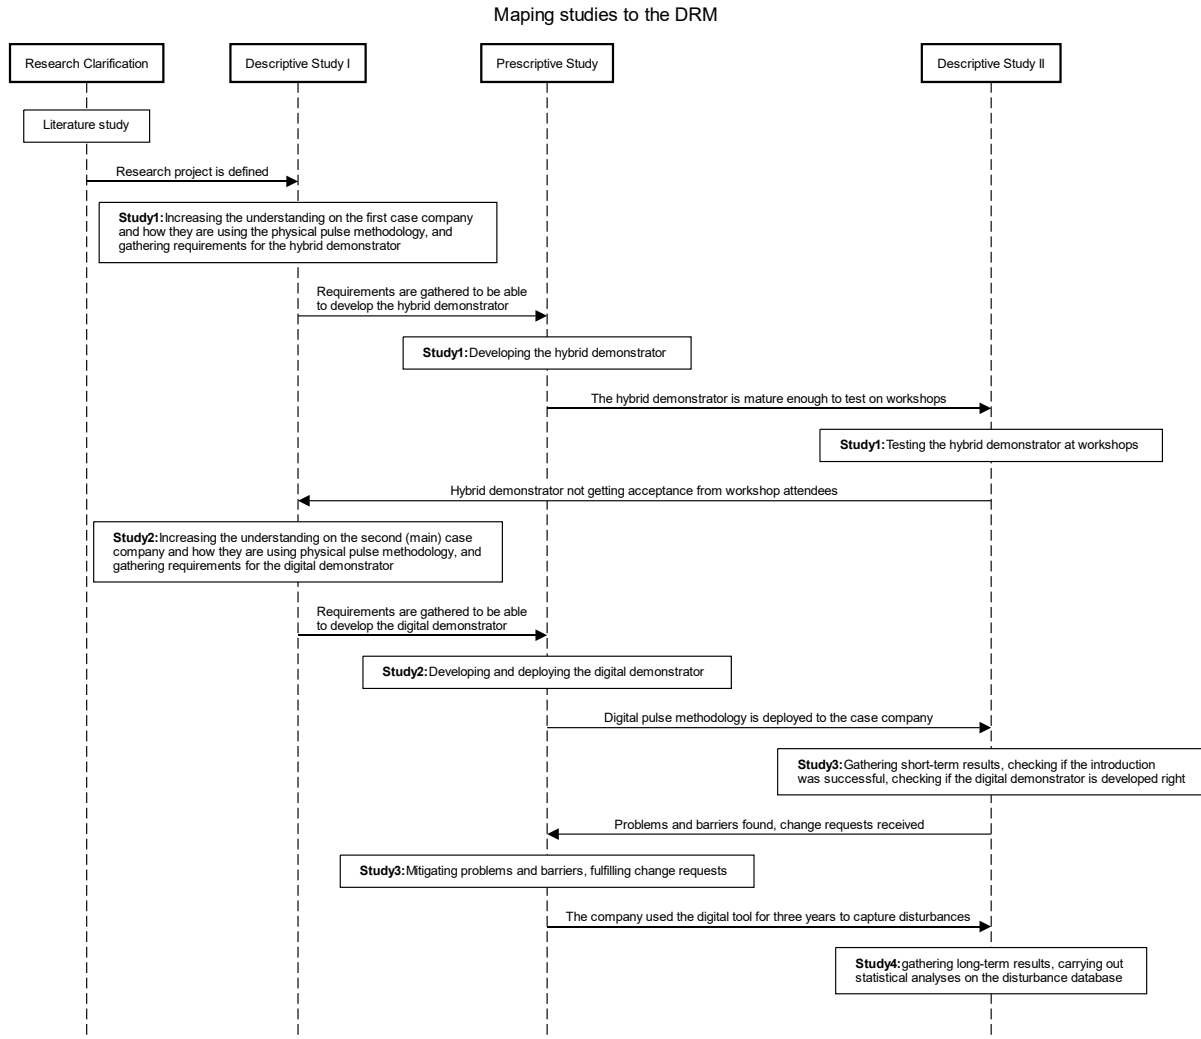 Maping studies to the DRM
Research Clarification
Descriptive Study I
Prescriptive Study
Descriptive Study II
Literature study
Research project is defined
Study1:Increasing the understanding on the first case company
and how they are using the physical pulse methodology, and
gathering requirements for the hybrid demonstrator
Requirements are gathered to be able
to develop the hybrid demonstrator
Study1:Developing the hybrid demonstrator
The hybrid demonstrator is mature enough to test on workshops
Study1:Testing the hybrid demonstrator at workshops
Hybrid demonstrator not getting acceptance from workshop attendees
Study2:Increasing the understanding on the second (main) case
company and how they are using physical pulse methodology, and
gathering requirements for the digital demonstrator
Requirements are gathered to be able
to develop the digital demonstrator
Study2:Developing and deploying the digital demonstrator
Digital pulse methodology is deployed to the case company
Study3:Gathering short-term results, checking if the introduction
was successful, checking if the digital demonstrator is developed right
Problems and barriers found, change requests received
Study3:Mitigating problems and barriers, fulfilling change requests
The company used the digital tool for three years to capture disturbances
Study4:gathering long-term results, carrying out
statistical analyses on the disturbance database